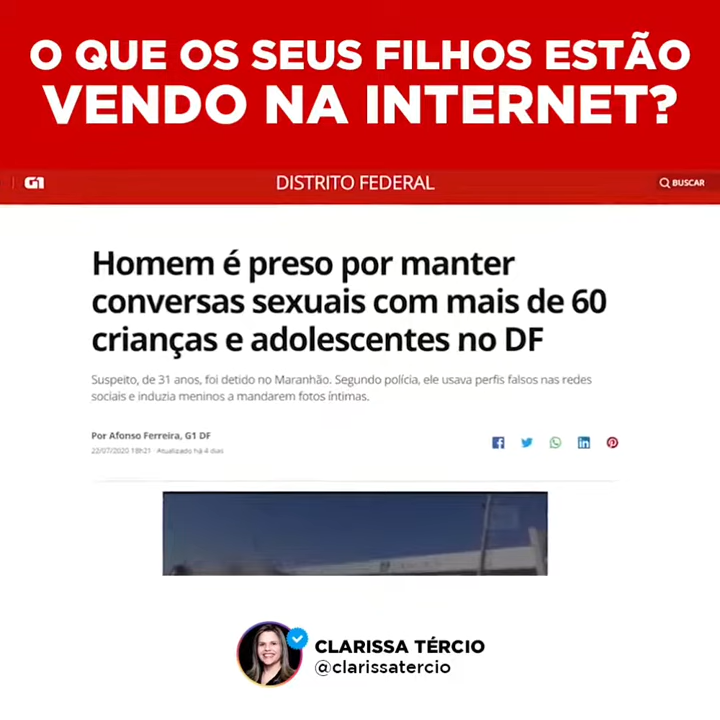 O QUE OS SEUS FILHOS ESTÃO
VENDO NA INTERNET?
G1
DISTRITO FEDERAL
BUSCAR
Homem é preso por manter
conversas sexuais com mais de 60
crianças e adolescentes no DF
Suspeito, de 31 anos, foi detido no Maranhão. Segundo polícia, ele usava perfis falsos nas redes
sociais e induzia meninos a mandarem fotos íntimas.
Por Afonso Ferreira, G1 DF
22/07/2020 18h21 · Atualizado há 4 dias
CLARISSA TÉRCIO
@clarissatercio